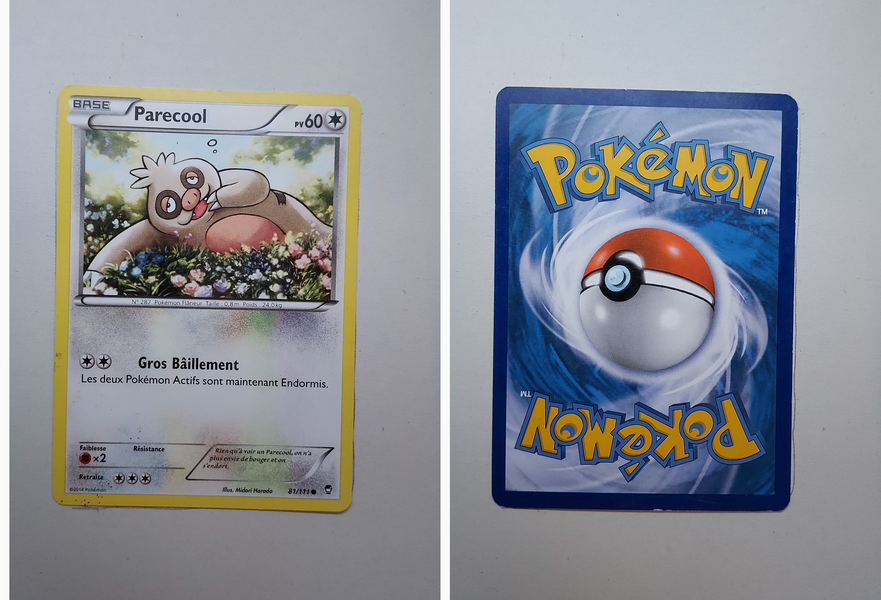 BASE
Parecool
PV 60
N° 287 Pokémon Flâneur Taille : 0,8 m Poids : 24,0 kg
Gros Bâillement
Les deux Pokémon Actifs sont maintenant Endormis.
Faiblesse
Résistance
×2
Retraite
Rien qu'à voir un Parecool, on n'a
plus envie de bouger et on
s'endort.
©2014 Pokémon
Illus. Midori Harada
81/111
POKéMON
TM
POKéMON
TM